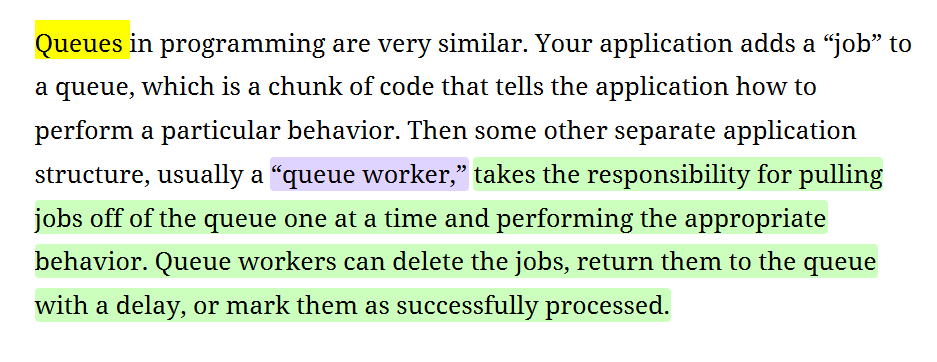 Queues in programming are very similar. Your application adds a “job” to
a queue, which is a chunk of code that tells the application how to
perform a particular behavior. Then some other separate application
structure, usually a “queue worker,” takes the responsibility for pulling
jobs off of the queue one at a time and performing the appropriate
behavior. Queue workers can delete the jobs, return them to the queue
with a delay, or mark them as successfully processed.